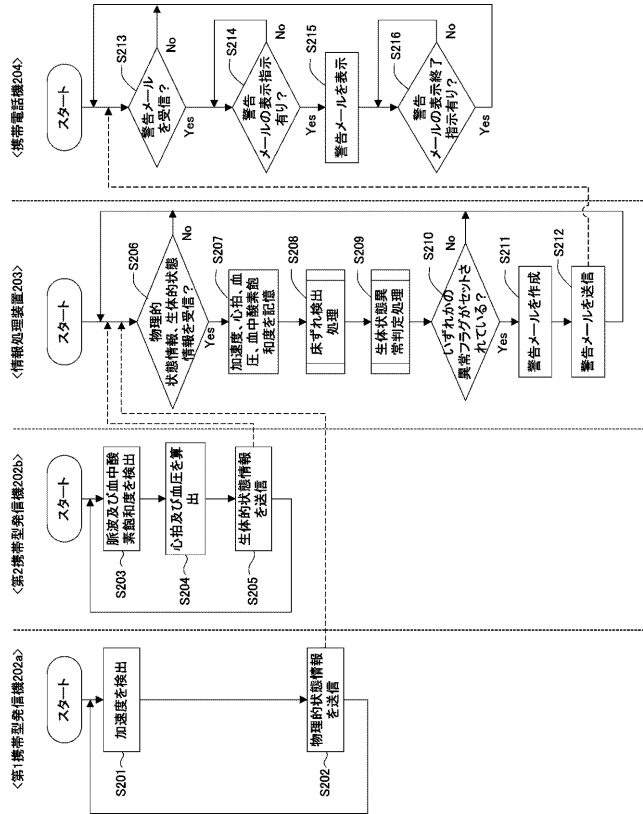 <第1携帯型発信機202a>
スタート
加速度を検出
S201
物理的状態情報
を送信
S202
<第2携帯型発信機202b>
スタート
脈波及び血中酸
素飽和度を検出
S203
心拍及び血圧を算
出
S204
生体的状態情報
を送信
S205
<情報処理装置203>
スタート
S206
物理的
状態情報、生体的状態
情報を受信?
No
Yes
S207
加速度、心拍、血
圧、血中酸素飽
和度を記憶
S208
床ずれ検出
処理
S209
生体状態異
常判定処理
S210
いずれかの
異常フラグがセットさ
れている?
No
Yes
S211
警告メールを作成
S212
警告メールを送信
<携帯電話機204>
スタート
S213
警告メール
を受信?
No
Yes
S214
警告
メールの表示指示
有り?
No
Yes
S215
警告メールを表示
S216
警告
メールの表示終了
指示有り?
No
Yes